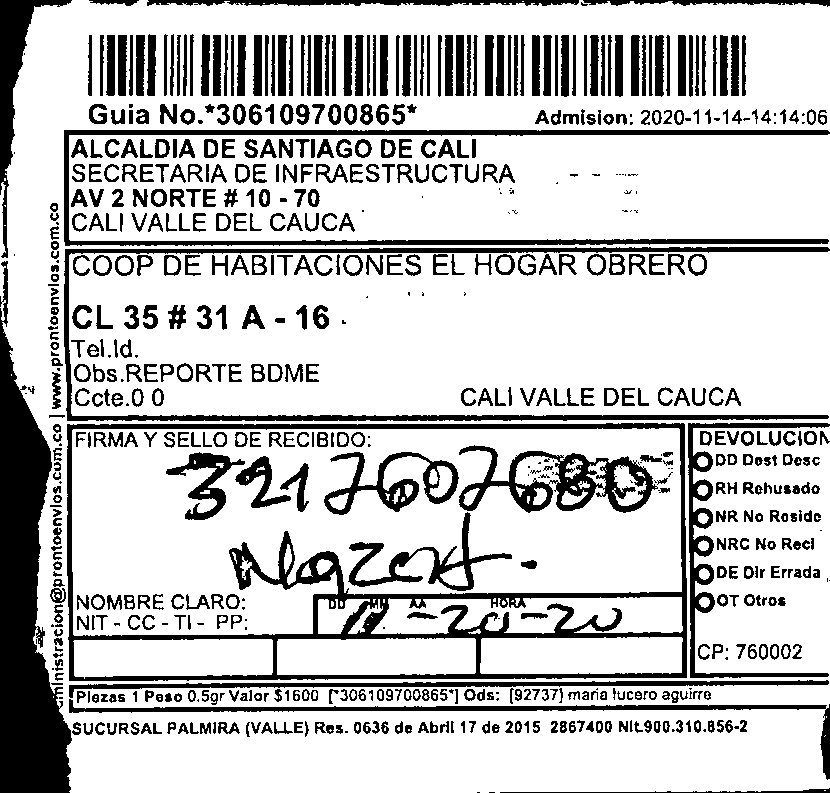 Guia No.*306109700865*
Admision: 2020-11-14-14:14:06
ALCALDIA DE SANTIAGO DE CALI
SECRETARIA DE INFRAESTRUCTURA
AV 2 NORTE # 10 - 70
CALI VALLE DEL CAUCA
COOP DE HABITACIONES EL HOGAR OBRERO
CL 35 # 31 A - 16
Tel.Id.
Obs.REPORTE BDME
Ccte.0 0
CALI VALLE DEL CAUCA
ministracion@prontoenvios.com.co | www.prontoenvios.com.co
FIRMA Y SELLO DE RECIBIDO:
3217607680
NOMBRE CLARO:
NIT - CC - TI - PP:
DD MM AA HORA
11 - 20 - 20
DEVOLUCION
DD Dest Desc
RH Rehusado
NR No Reside
NRC No Recl
DE Dir Errada
OT Otros
CP: 760002
Piezas 1 Peso 0.5gr Valor $1600 [*306109700865*] Ods: [92737] maria lucero aguirre
SUCURSAL PALMIRA (VALLE) Res. 0636 de Abril 17 de 2015 2867400 Nit.900.310.856-2